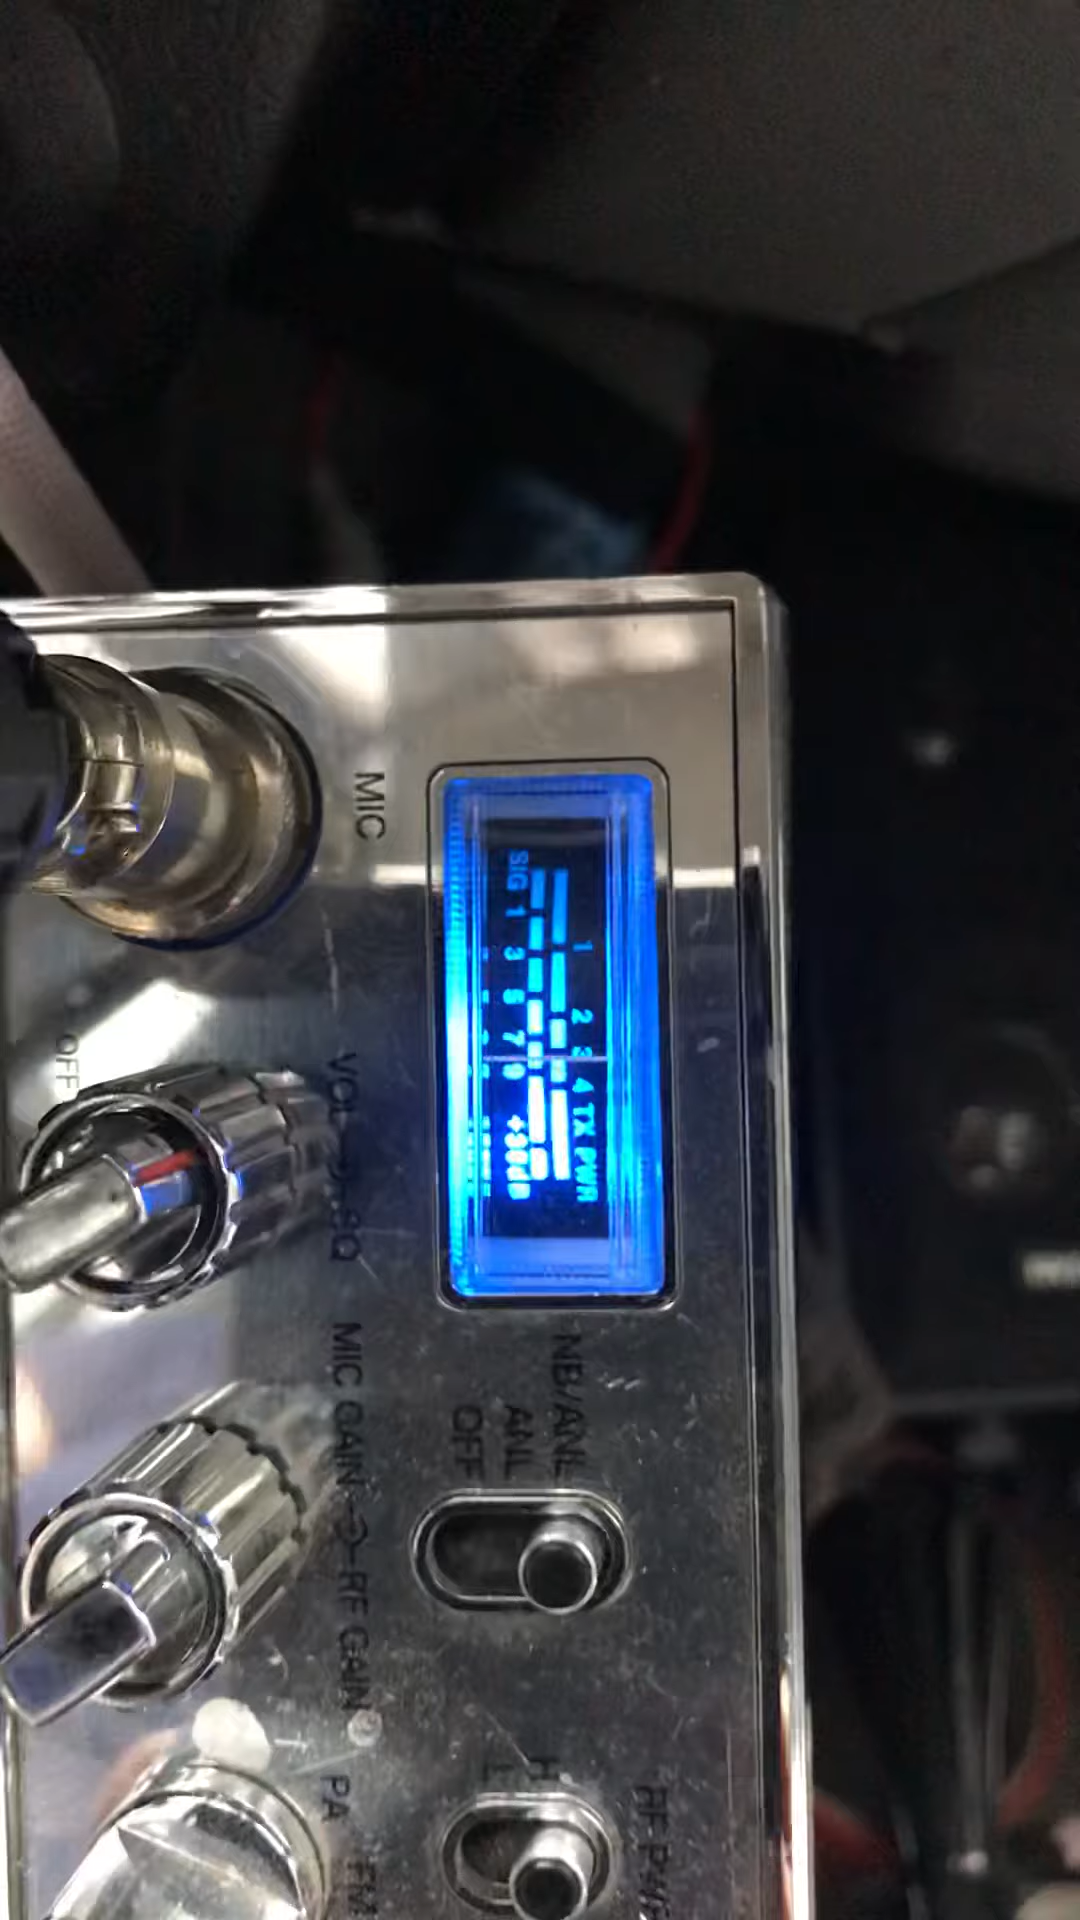 1 2 3 4 TX PWR
SIG 1 3 5 7 9 +30dB
MIC
NB/ANL
ANL
OFF
OFF
VOL SQ
MIC GAIN RF GAIN
H
L
PA
FM